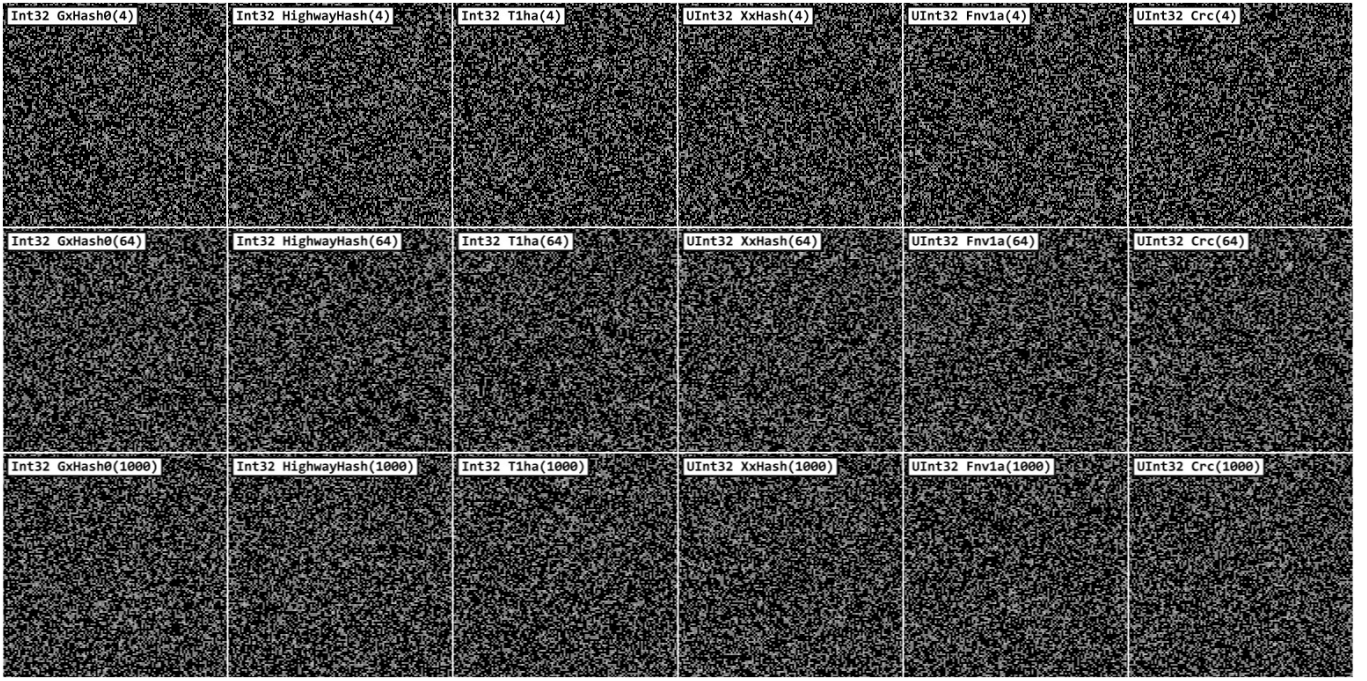 Int32 GxHash0(4)
Int32 HighwayHash(4)
Int32 T1ha(4)
UInt32 XxHash(4)
UInt32 Fnv1a(4)
UInt32 Crc(4)
Int32 GxHash0(64)
Int32 HighwayHash(64)
Int32 T1ha(64)
UInt32 XxHash(64)
UInt32 Fnv1a(64)
UInt32 Crc(64)
Int32 GxHash0(1000)
Int32 HighwayHash(1000)
Int32 T1ha(1000)
UInt32 XxHash(1000)
UInt32 Fnv1a(1000)
UInt32 Crc(1000)